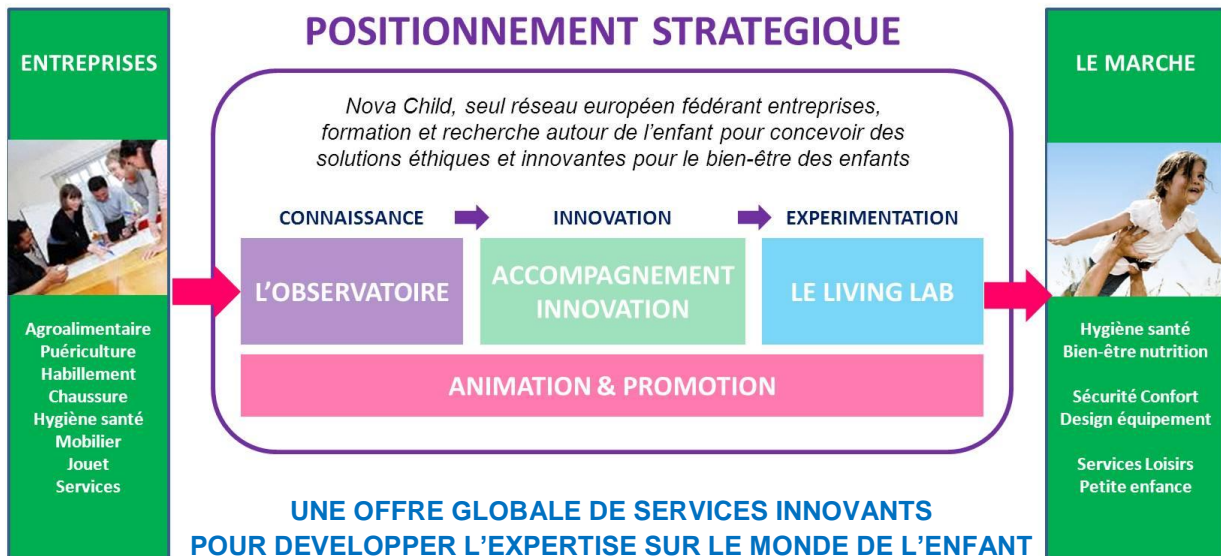 POSITIONNEMENT STRATEGIQUE
ENTREPRISES
Agroalimentaire
Puériculture
Habillement
Chaussure
Hygiène santé
Mobilier
Jouet
Services
Nova Child, seul réseau européen fédérant entreprises,
formation et recherche autour de l’enfant pour concevoir des
solutions éthiques et innovantes pour le bien-être des enfants
CONNAISSANCE
INNOVATION
EXPERIMENTATION
L’OBSERVATOIRE
ACCOMPAGNEMENT
INNOVATION
LE LIVING LAB
ANIMATION & PROMOTION
LE MARCHE
Hygiène santé
Bien-être nutrition
Sécurité Confort
Design équipement
Services Loisirs
Petite enfance
UNE OFFRE GLOBALE DE SERVICES INNOVANTS
POUR DEVELOPPER L’EXPERTISE SUR LE MONDE DE L’ENFANT